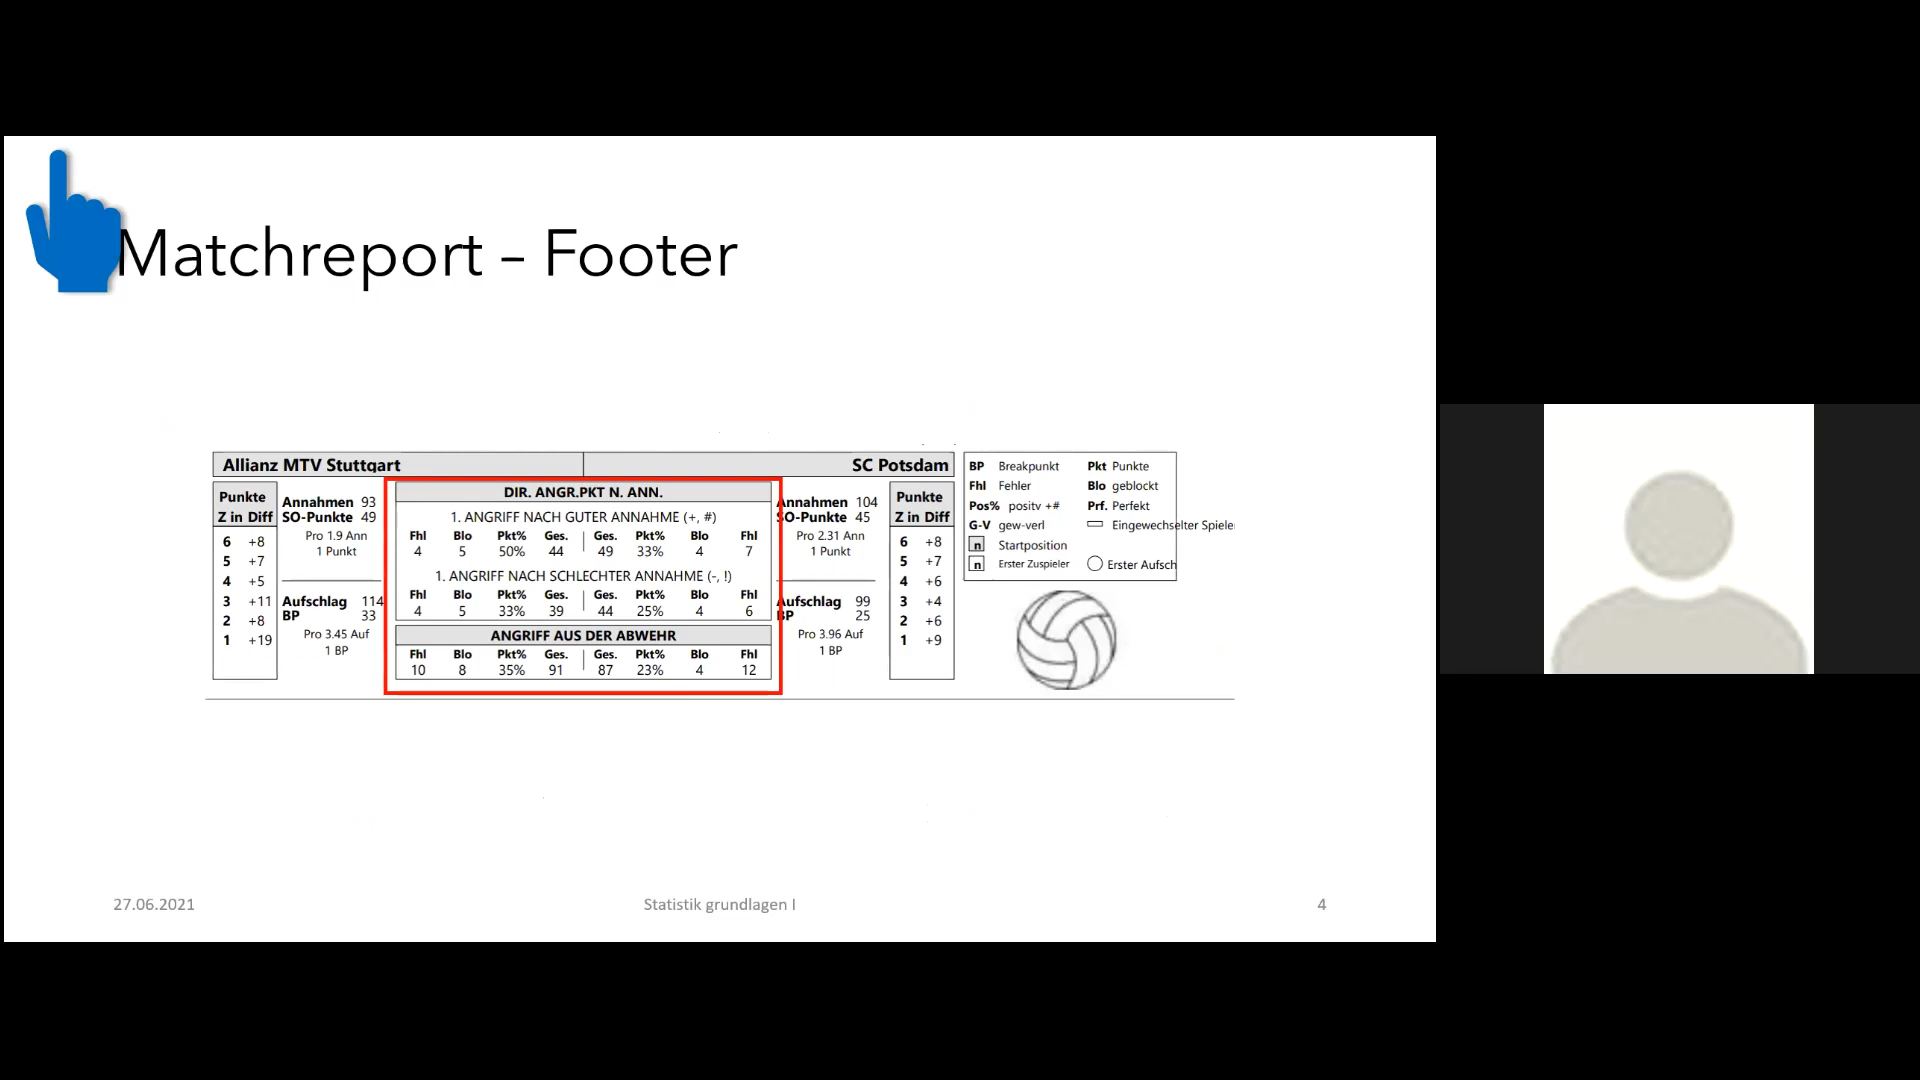 Matchreport – Footer
Allianz MTV Stuttgart SC Potsdam
Punkte
Z in Diff
6 +8
5 +7
4 +5
3 +11
2 +8
1 +19
Annahmen 93
SO-Punkte 49
Pro 1.9 Ann
1 Punkt
Aufschlag 114
BP 33
Pro 3.45 Auf
1 BP
DIR. ANGR.PKT N. ANN.
1. ANGRIFF NACH GUTER ANNAHME (+, #)
Fhl Blo Pkt% Ges. Ges. Pkt% Blo Fhl
4 5 50% 44 49 33% 4 7
1. ANGRIFF NACH SCHLECHTER ANNAHME (-, !)
Fhl Blo Pkt% Ges. Ges. Pkt% Blo Fhl
4 5 33% 39 44 25% 4 6
ANGRIFF AUS DER ABWEHR
Fhl Blo Pkt% Ges. Ges. Pkt% Blo Fhl
10 8 35% 91 87 23% 4 12
Annahmen 104
SO-Punkte 45
Pro 2.31 Ann
1 Punkt
Aufschlag 99
BP 25
Pro 3.96 Auf
1 BP
Punkte
Z in Diff
6 +8
5 +7
4 +6
3 +4
2 +6
1 +9
BP Breakpunkt Pkt Punkte
Fhl Fehler Blo geblockt
Pos% positv +# Prf. Perfekt
G-V gew-verl Eingewechselter Spiele
n Startposition
n Erster Zuspieler Erster Aufsch
27.06.2021 Statistik grundlagen I 4